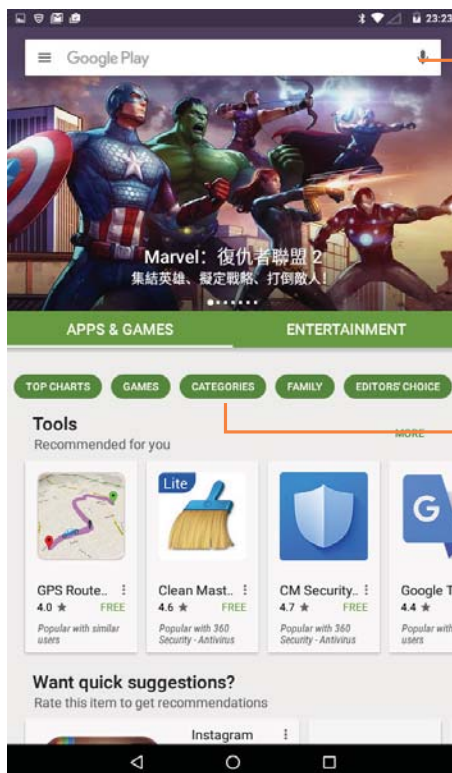 23:23
Google Play
Marvel：復仇者聯盟 2
集結英雄、擬定戰略、打倒敵人!
APPS & GAMES ENTERTAINMENT
TOP CHARTS GAMES CATEGORIES FAMILY EDITORS' CHOICE
Tools
Recommended for you
MORE
Lite
G
GPS Route.. Clean Mast.. CM Security.. Google T
4.0 ★ FREE 4.6 ★ FREE 4.7 ★ FREE 4.4 ★
Popular with similar users Popular with 360 Security - Antivirus Popular with 360 Security - Antivirus Popular with users
Want quick suggestions?
Rate this item to get recommendations
Instagram